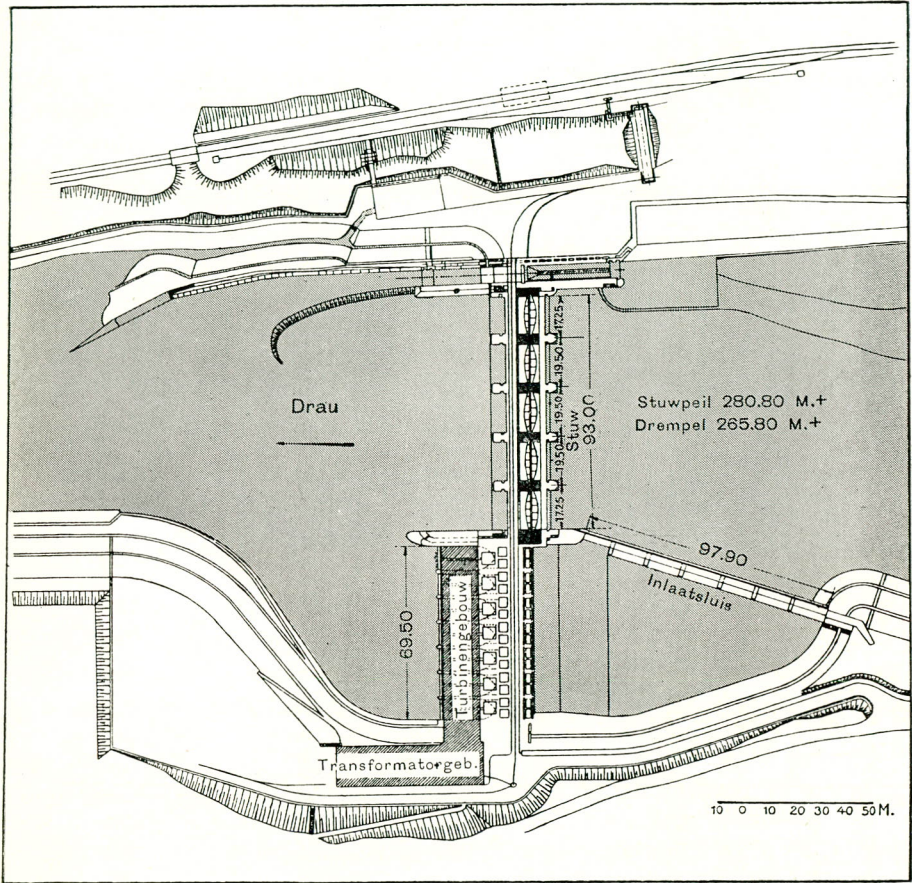 Drau
Stuwpeil 280.80 M.+
Drempel 265.80 M.+
17.25
19.50
19.50
19.50
17.25
Stuw
93.00
97.90
Inlaatsluis
69.50
Turbinengebouw
Transformatorgeb.
10 0 10 20 30 40 50 M.